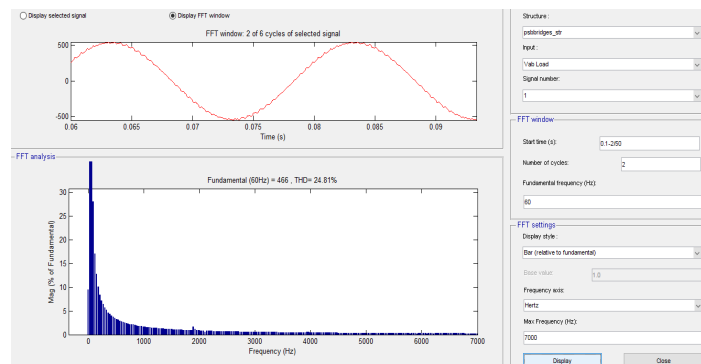 Display selected signal
Display FFT window
FFT window: 2 of 6 cycles of selected signal
500
0
-500
0.06 0.065 0.07 0.075 0.08 0.085 0.09
Time (s)
FFT analysis
Fundamental (60Hz) = 466 , THD= 24.81%
Mag (% of Fundamental)
30
25
20
15
10
5
0
0 1000 2000 3000 4000 5000 6000 7000
Frequency (Hz)
Structure :
psbbridges_str
Input :
Vab Load
Signal number:
1
FFT window
Start time (s): 0.1-2/50
Number of cycles: 2
Fundamental frequency (Hz):
60
FFT settings
Display style :
Bar (relative to fundamental)
Base value: 1.0
Frequency axis:
Hertz
Max Frequency (Hz):
7000
Display Close